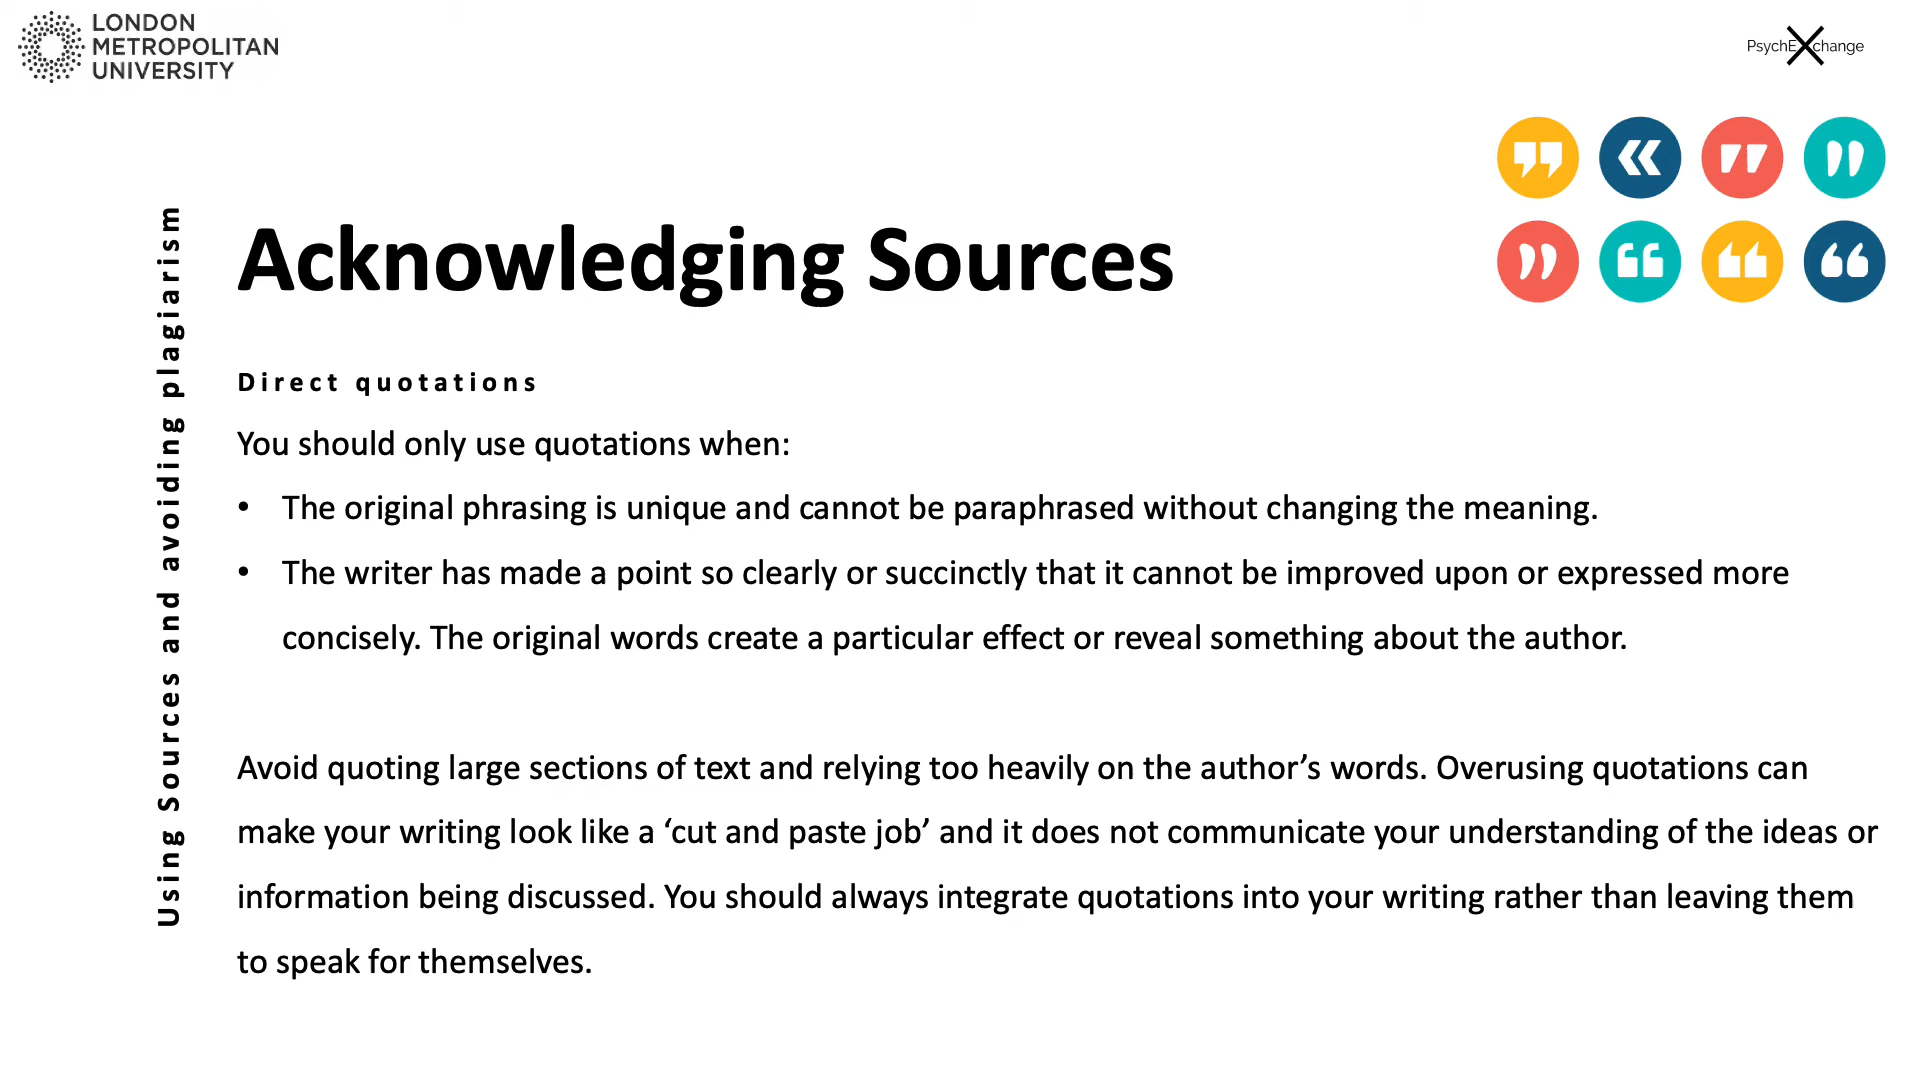 LONDON
METROPOLITAN
UNIVERSITY
PsychEXchange
Using Sources and avoiding plagiarism
Acknowledging Sources
Direct quotations
You should only use quotations when:
• The original phrasing is unique and cannot be paraphrased without changing the meaning.
• The writer has made a point so clearly or succinctly that it cannot be improved upon or expressed more
concisely. The original words create a particular effect or reveal something about the author.
Avoid quoting large sections of text and relying too heavily on the author’s words. Overusing quotations can
make your writing look like a ‘cut and paste job’ and it does not communicate your understanding of the ideas or
information being discussed. You should always integrate quotations into your writing rather than leaving them
to speak for themselves.